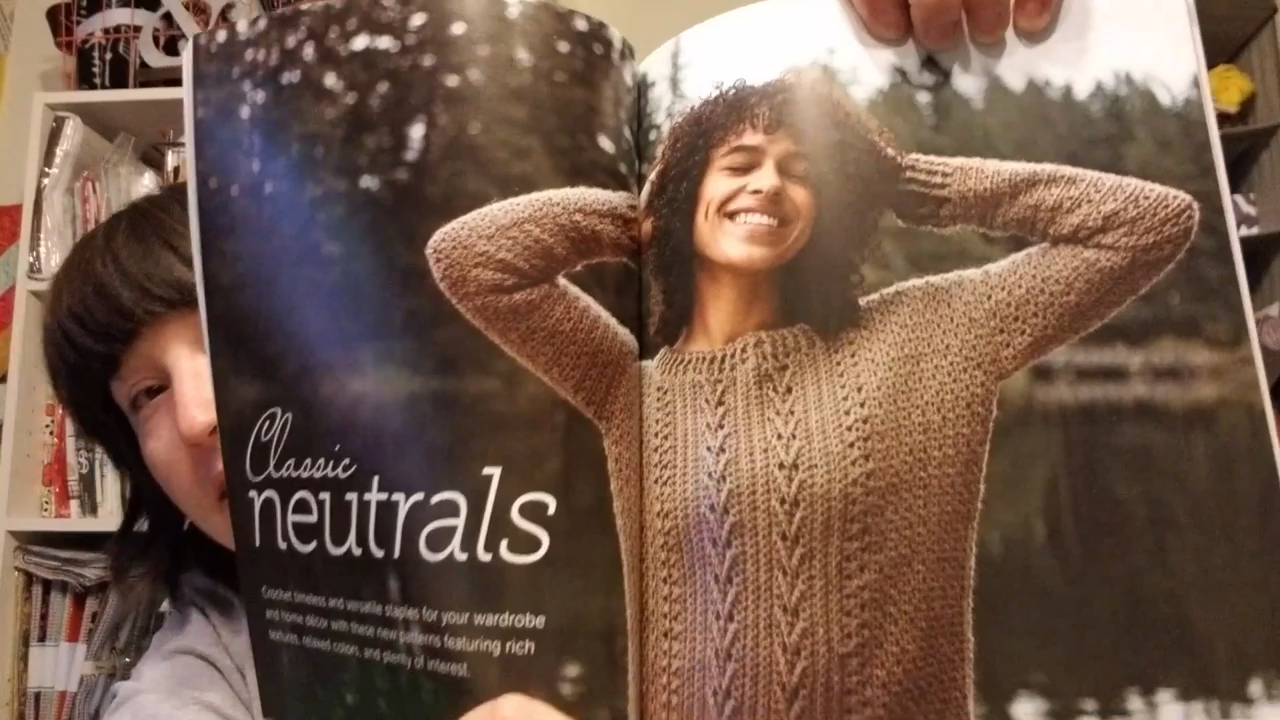 Classic
neutrals
Crochet timeless and versatile staples for your wardrobe
and home décor with these new patterns featuring rich
textures, relaxed colors, and plenty of interest.